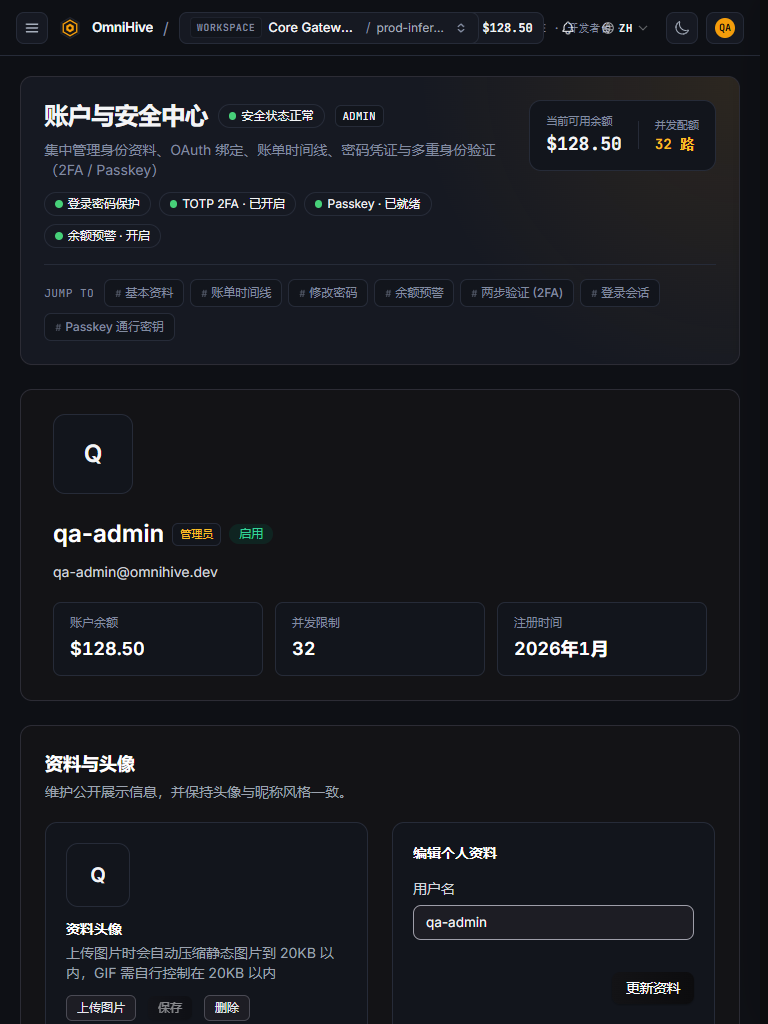 OmniHive / WORKSPACE Core Gatew... / prod-infer... $128.50 开发者 ZH QA
账户与安全中心 安全状态正常 ADMIN
集中管理身份资料、OAuth 绑定、账单时间线、密码凭证与多重身份验证
（2FA / Passkey）
登录密码保护 TOTP 2FA · 已开启 Passkey · 已就绪
余额预警 · 开启
当前可用余额
$128.50
并发配额
32 路
JUMP TO # 基本资料 # 账单时间线 # 修改密码 # 余额预警 # 两步验证 (2FA) # 登录会话
# Passkey 通行密钥
Q
qa-admin 管理员 启用
qa-admin@omnihive.dev
账户余额
$128.50
并发限制
32
注册时间
2026年1月
资料与头像
维护公开展示信息，并保持头像与昵称风格一致。
Q
资料头像
上传图片时会自动压缩静态图片到 20KB 以
内，GIF 需自行控制在 20KB 以内
上传图片 保存 删除
编辑个人资料
用户名
qa-admin
更新资料